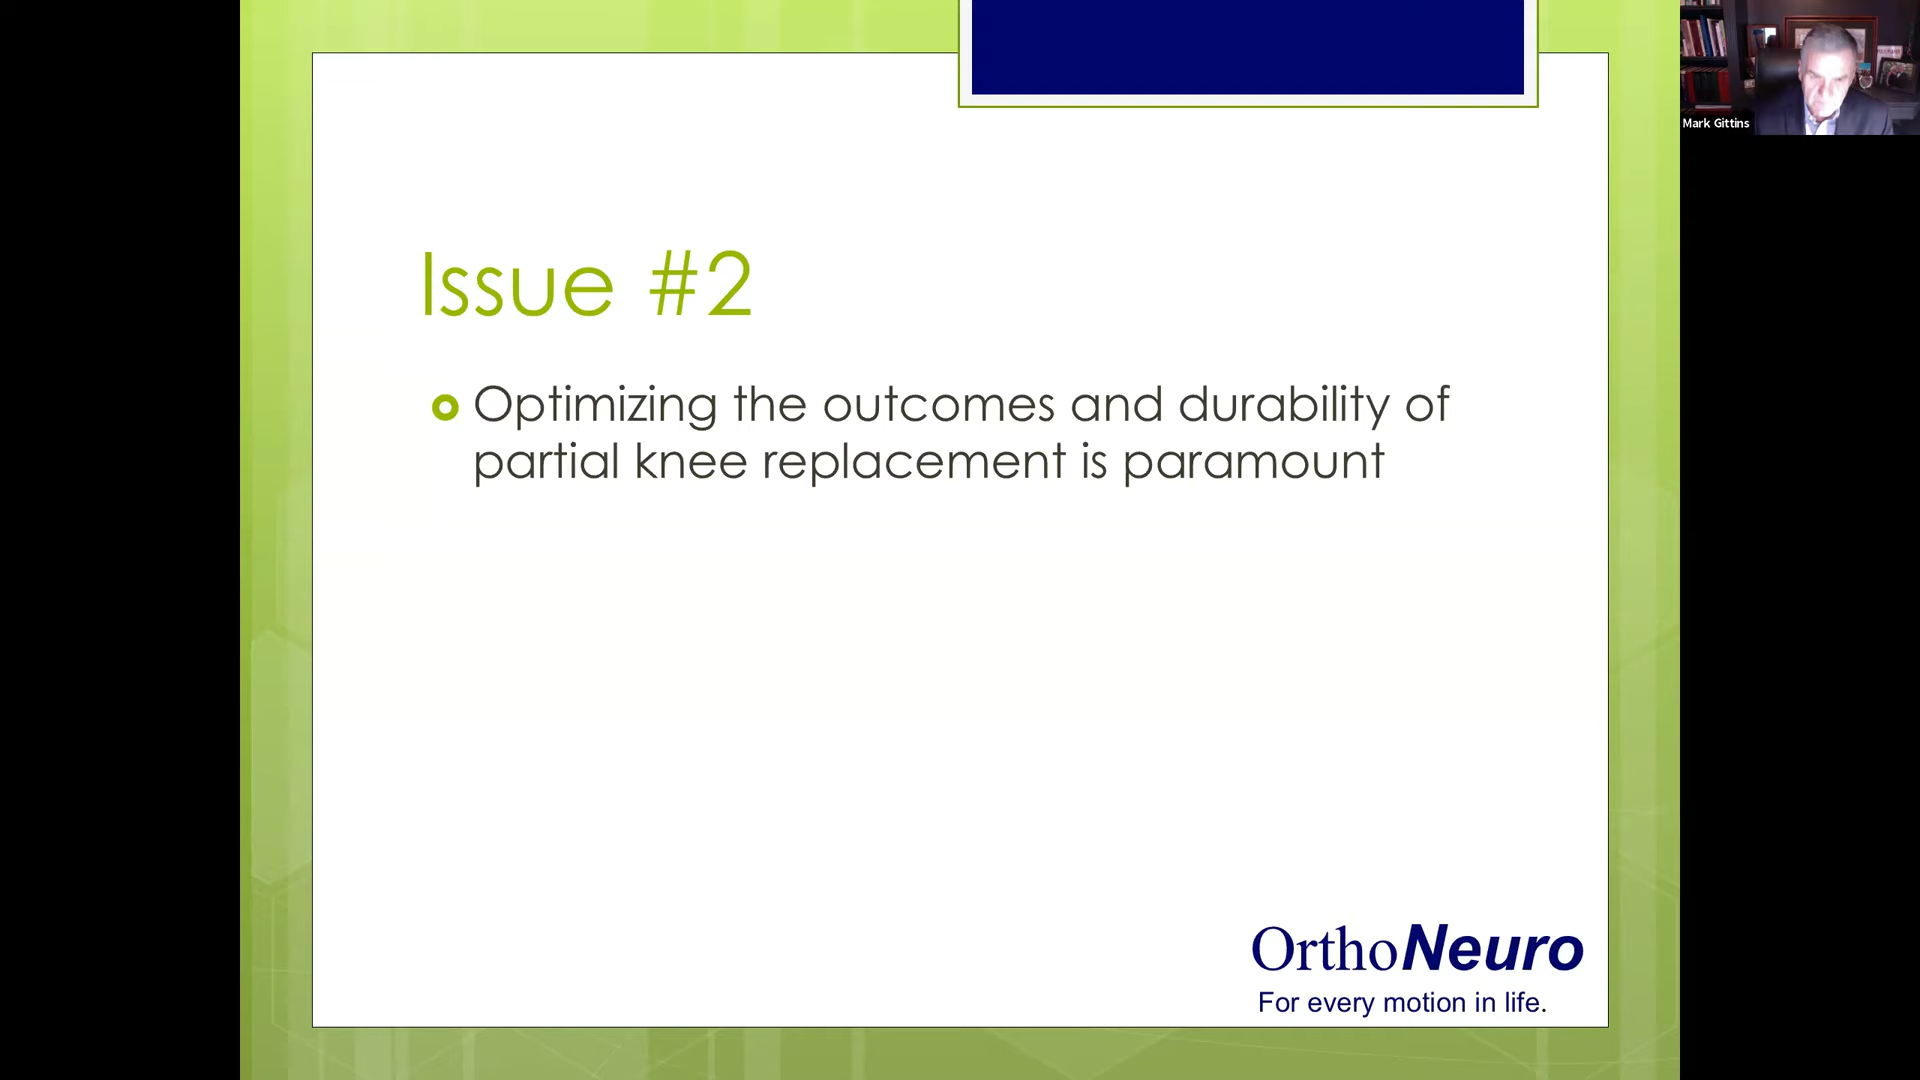 Issue #2
Optimizing the outcomes and durability of
partial knee replacement is paramount
OrthoNeuro
For every motion in life.
Mark Gittins